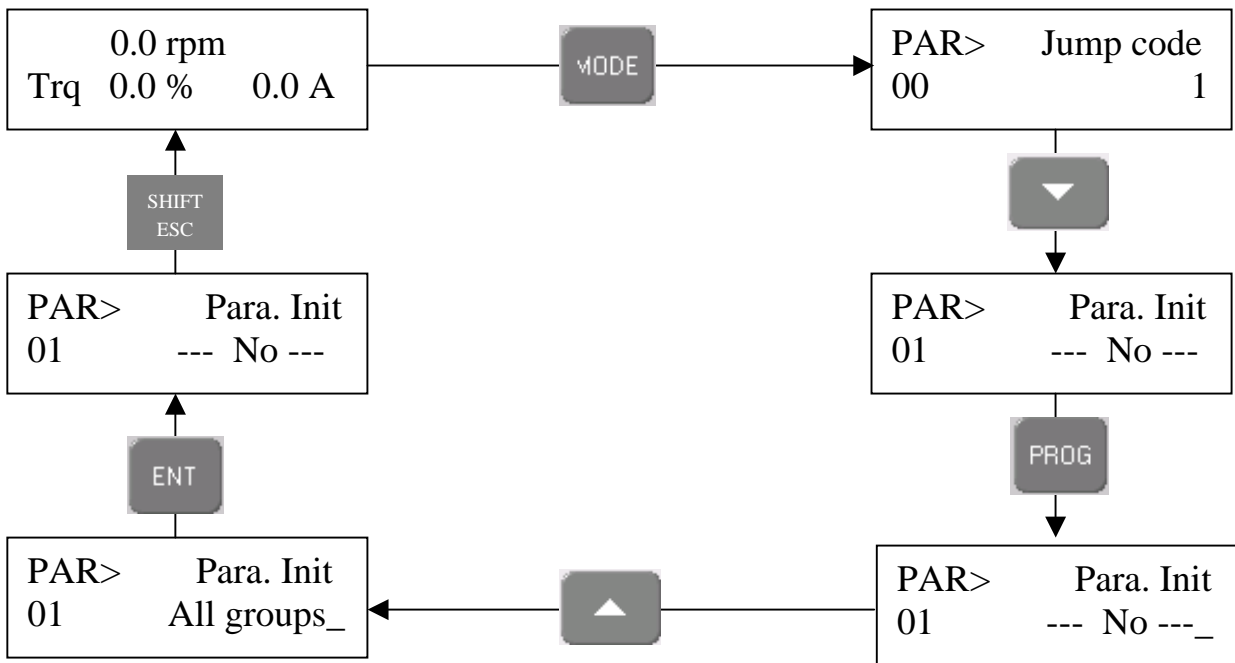 0.0 rpm
Trq 0.0 % 0.0 A
MODE
PAR> Jump code
00 1
PAR> Para. Init
01 --- No ---
PROG
PAR> Para. Init
01 --- No ---_
PAR> Para. Init
01 All groups_
ENT
PAR> Para. Init
01 --- No ---
SHIFT
ESC